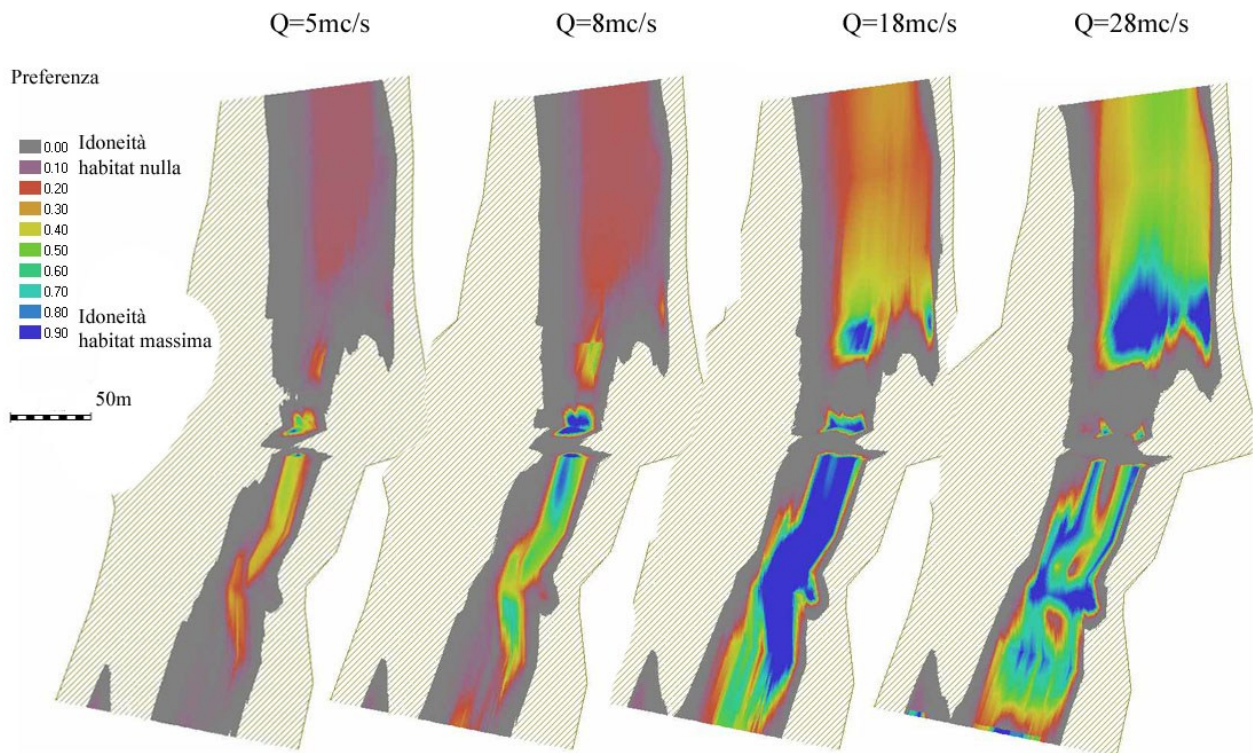 Q=5mc/s
Q=8mc/s
Q=18mc/s
Q=28mc/s
Preferenza
0.00
Idoneità
0.10
habitat nulla
0.20
0.30
0.40
0.50
0.60
0.70
Idoneità
0.80
0.90
habitat massima
50m